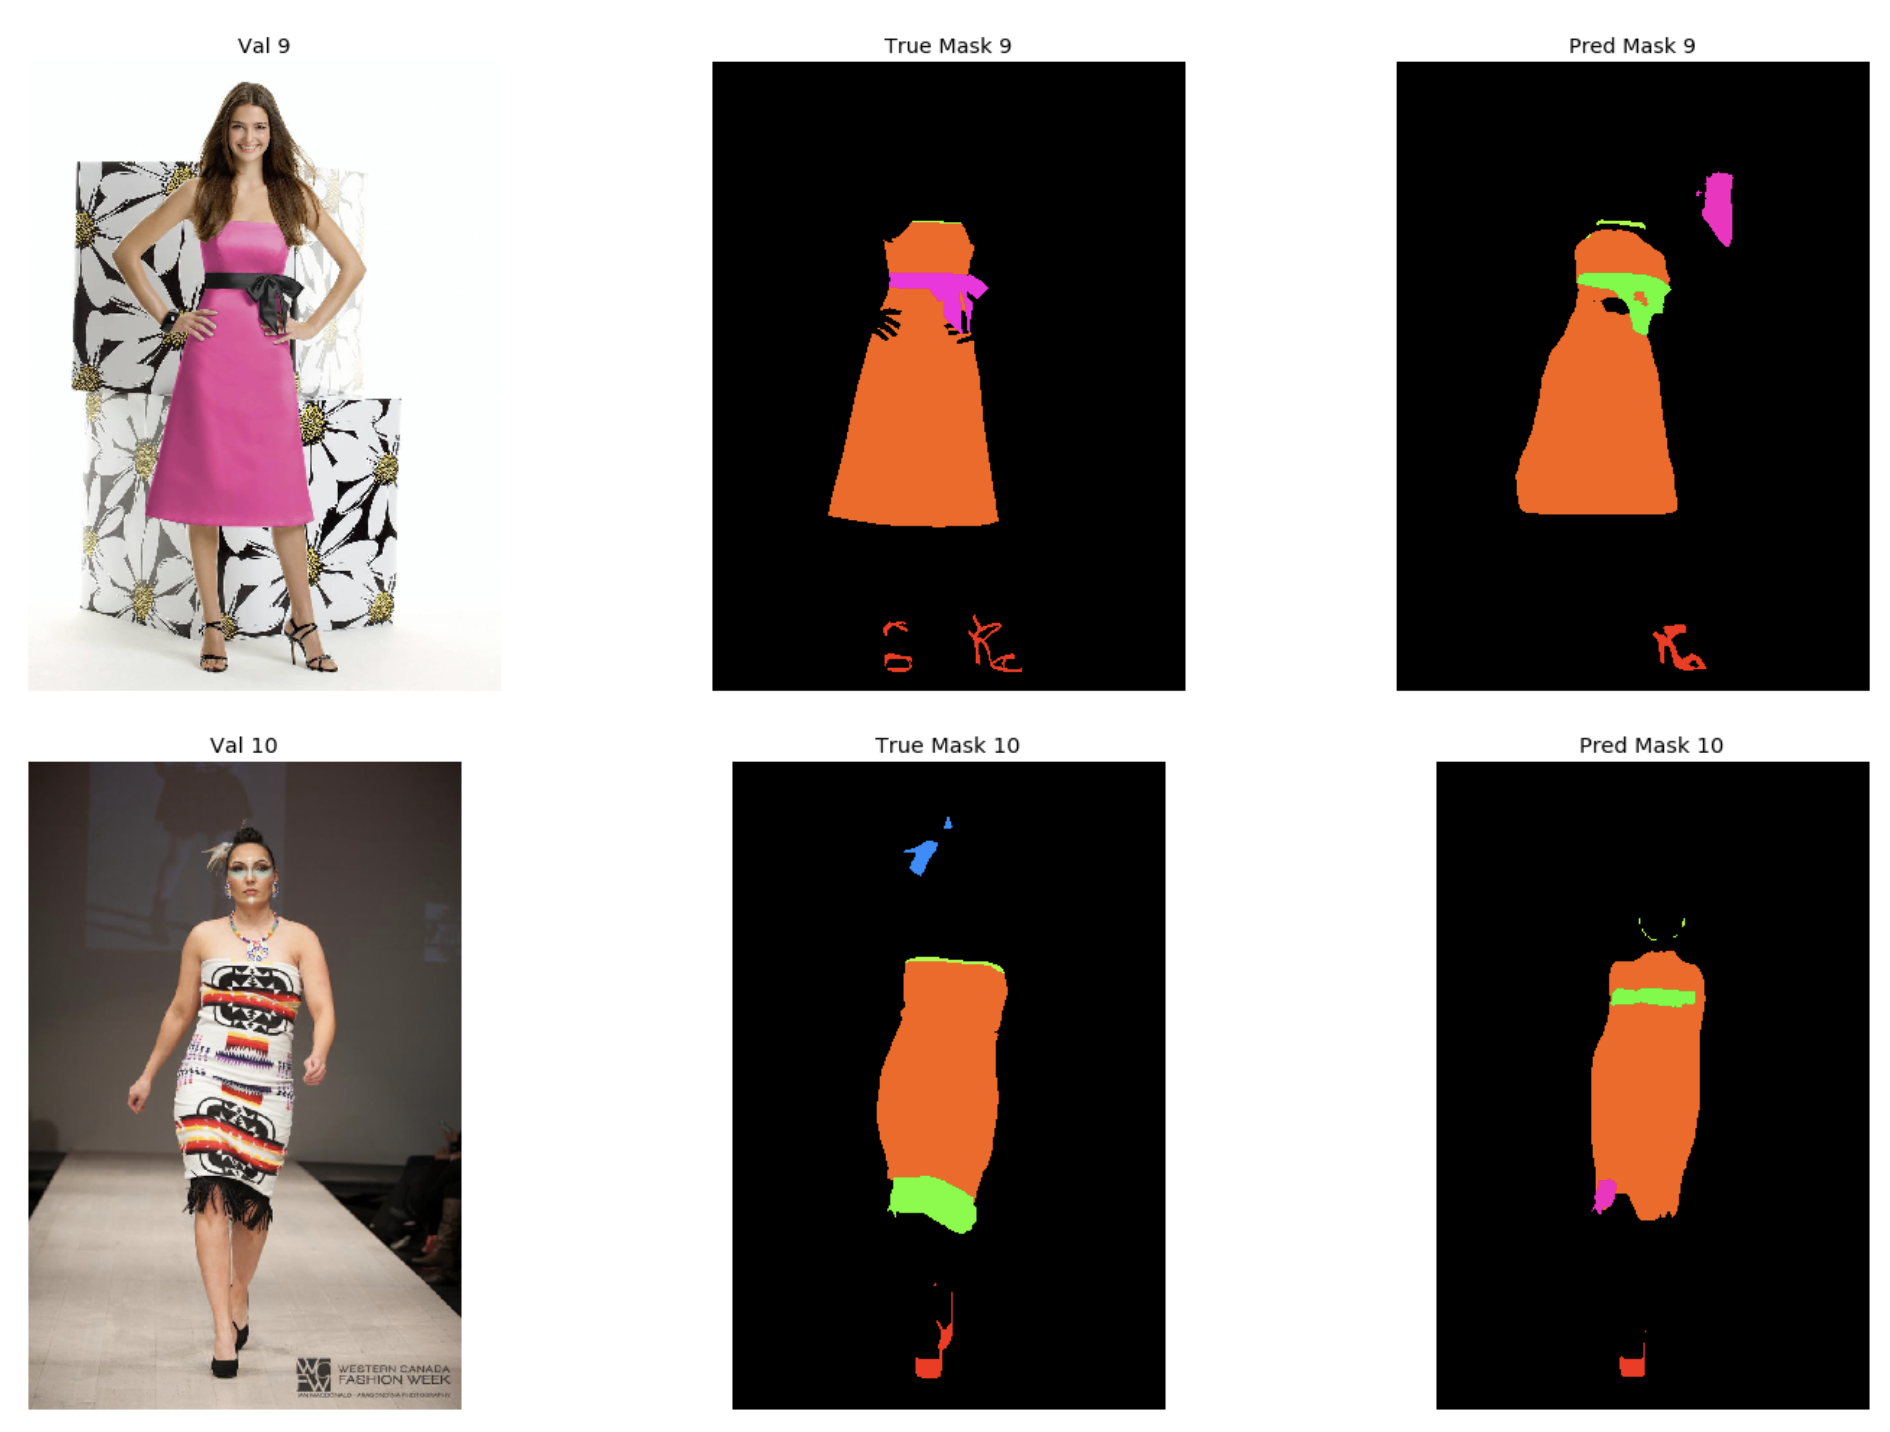 Val 9
True Mask 9
Pred Mask 9
Val 10
True Mask 10
Pred Mask 10
WESTERN CANADA
FASHION WEEK